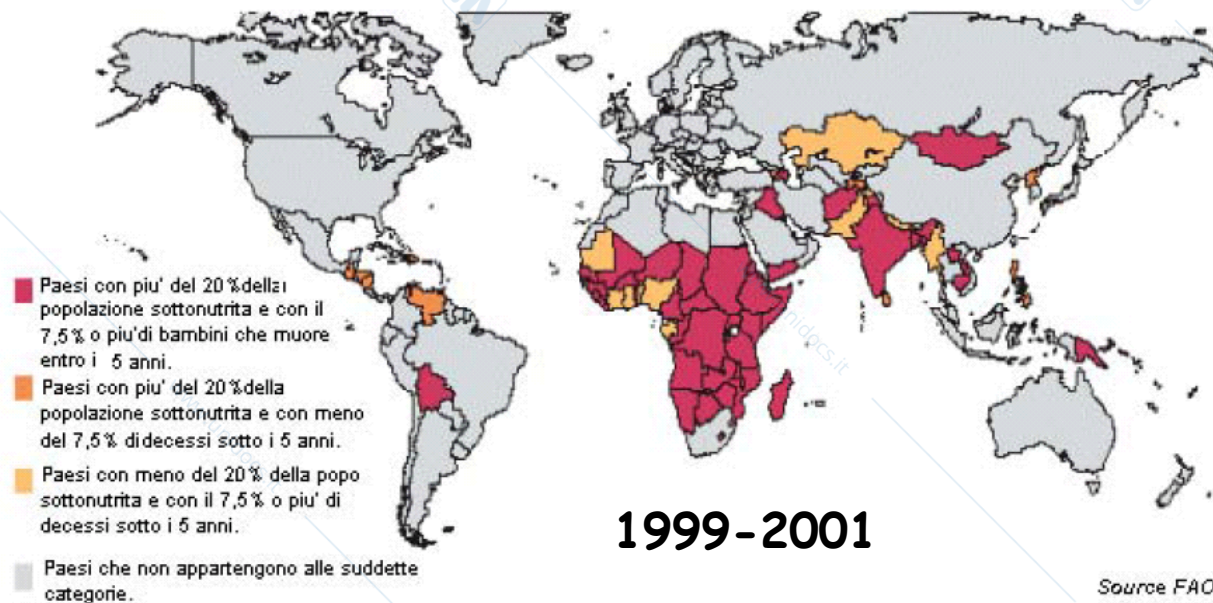 Paesi con piu' del 20%della
popolazione sottonutrita e con il
7,5% o piu'di bambini che muore
entro i 5 anni.
Paesi con piu' del 20%della
popolazione sottonutrita e con meno
del 7,5% didecessi sotto i 5 anni.
Paesi con meno del 20% della popo
sottonutrita e con il 7,5% o piu' di
decessi sotto i 5 anni.
Paesi che non appartengono alle suddette
categorie.
1999-2001
Source FAO